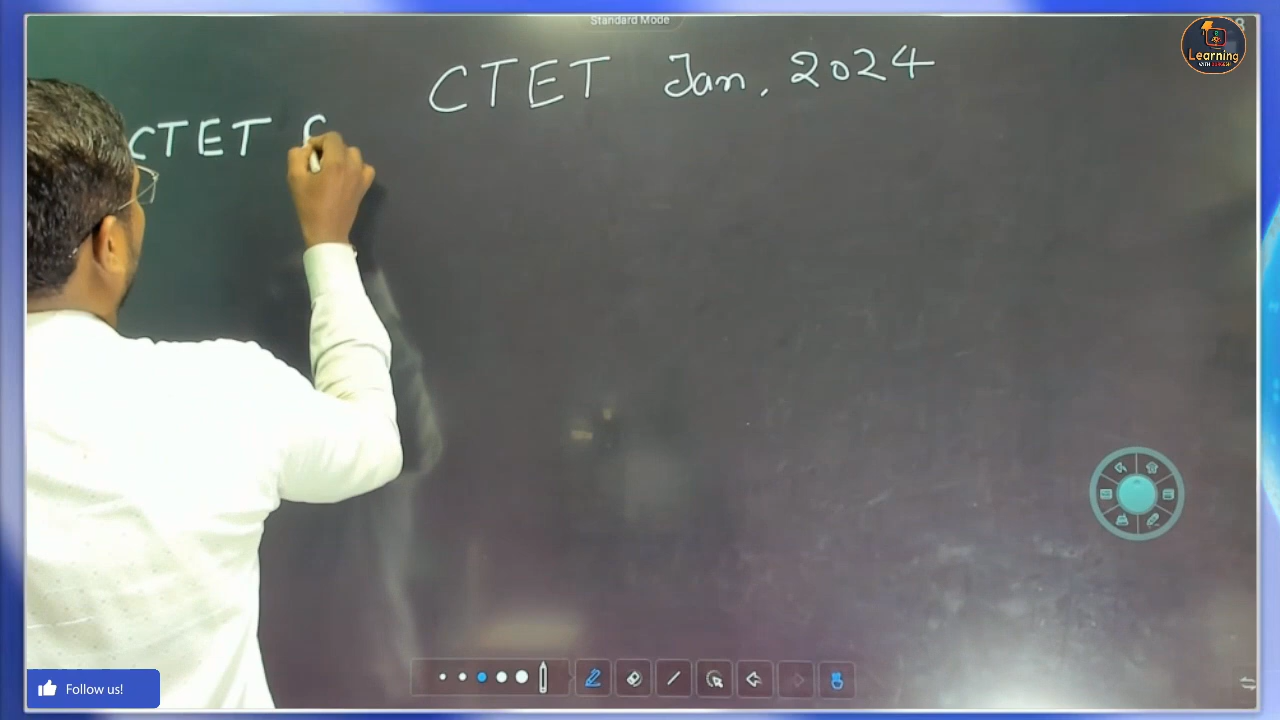 Standard Mode
Learning
CTET Jan, 2024
CTET
Follow us!